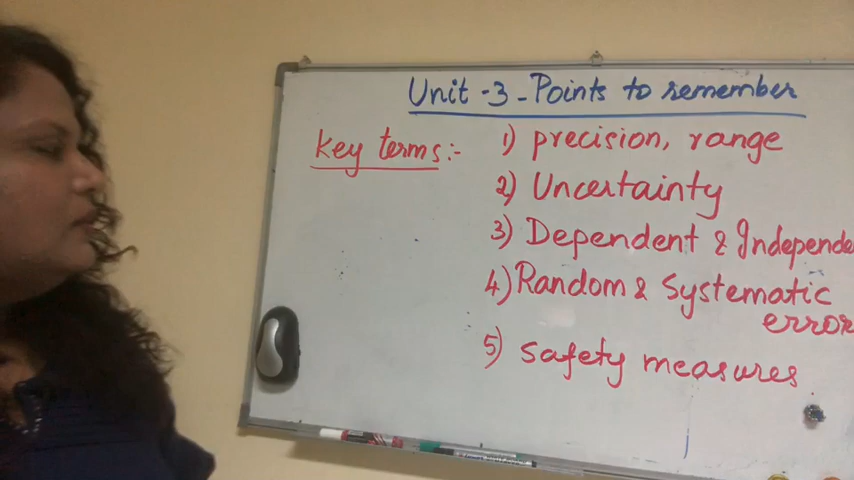 Unit -3 - Points to remember
Key terms:-
1) precision, range
2) Uncertainty
3) Dependent & Independe
4) Random & Systematic
error
5) Safety measures